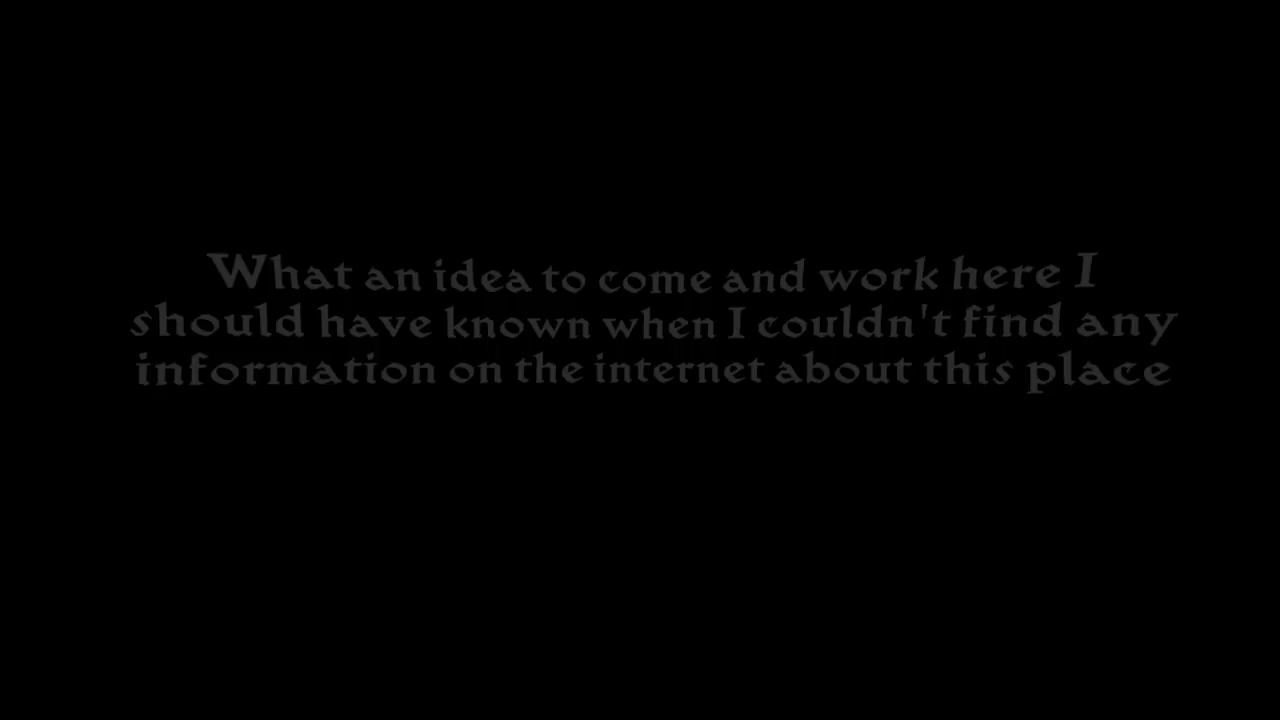 What an idea to come and work here I
should have known when I couldn't find any
information on the internet about this place